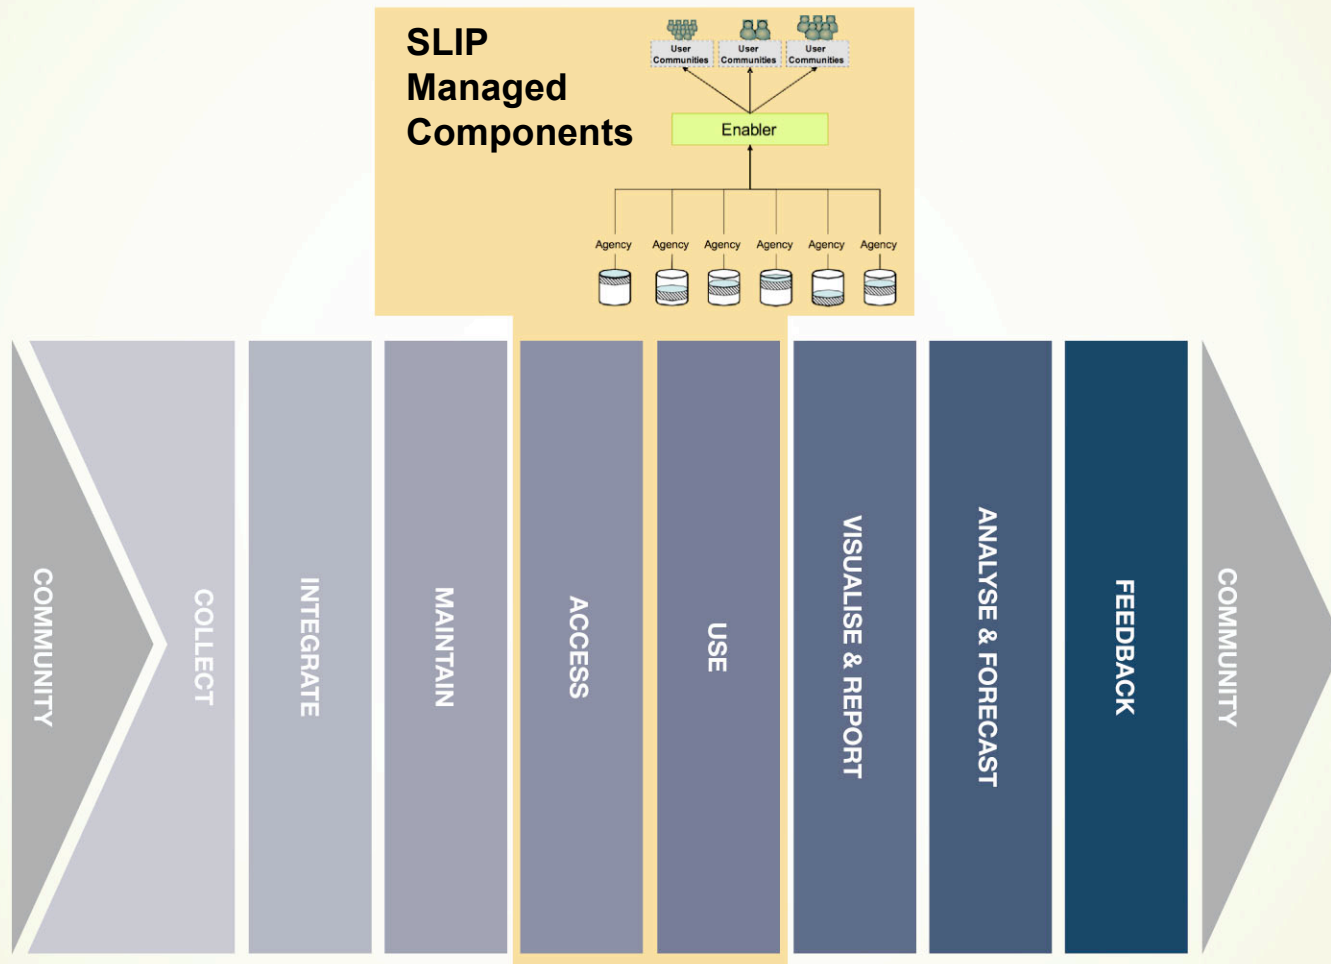 SLIP
Managed
Components
User
Communities
User
Communities
User
Communities
Enabler
Agency
Agency
Agency
Agency
Agency
Agency
COMMUNITY
COLLECT
INTEGRATE
MAINTAIN
ACCESS
USE
VISUALISE & REPORT
ANALYSE & FORECAST
FEEDBACK
COMMUNITY